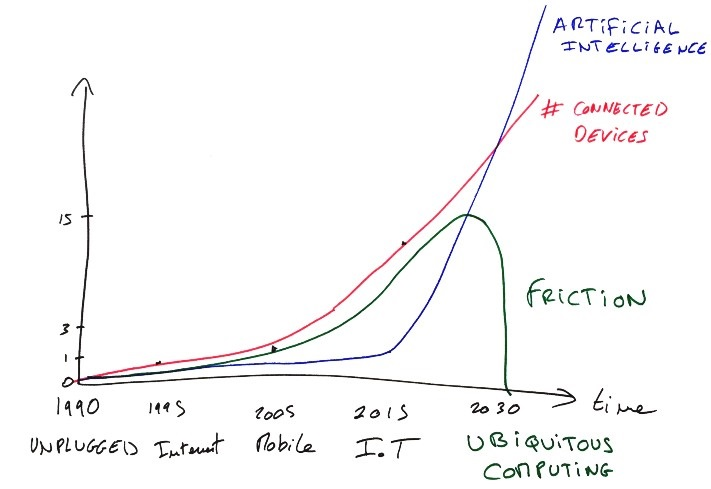 ARTIFICIAL
INTELLIGENCE
# CONNECTED
DEVICES
15
FRICTION
3
1
0
1990 1995 2005 2015 2030 time
UNPLUGGED Internet Mobile I.T UBIQUITOUS
COMPUTING